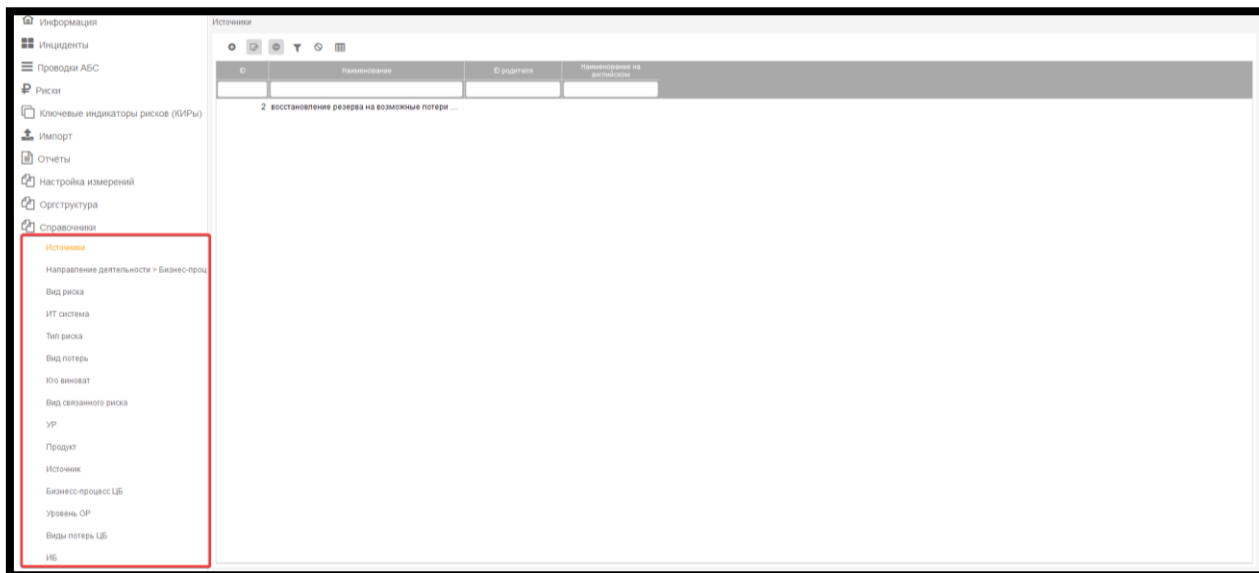 Информация
Источники
Инциденты
Проводки АБС
Риски
Ключевые индикаторы рисков (КИРы)
Импорт
Отчёты
Настройка измерений
Оргструктура
Справочники
Источники
Направление деятельности > Бизнес-проц
Вид риска
ИТ система
Тип риска
Вид потерь
Кто виноват
Вид связанного риска
УР
Продукт
Источник
Бизнесс-процесс ЦБ
Уровень ОР
Виды потерь ЦБ
ИБ
ID
Наименование
ID родителя
Наименование на
английском
2 восстановление резерва на возможные потери ...